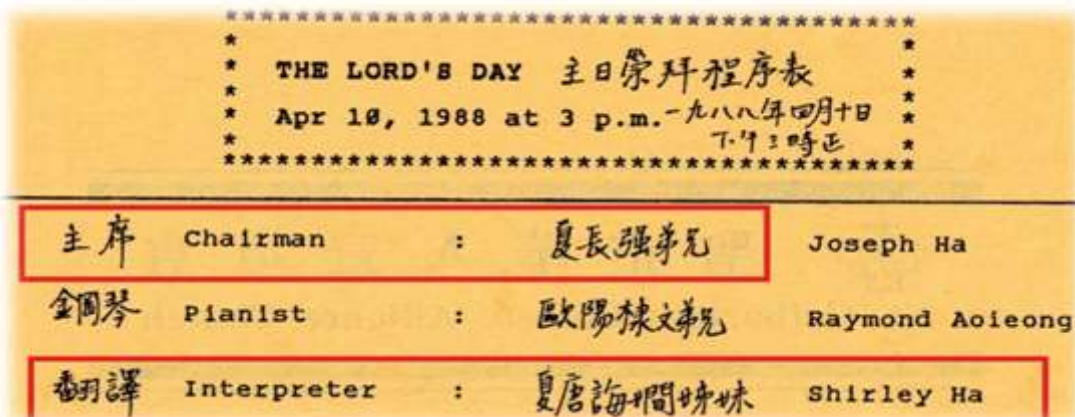 ****************************************
THE LORD'S DAY 主日崇拜程序表
Apr 10, 1988 at 3 p.m. 一九八八年四月十日
下午三時正
****************************************
主席 Chairman : 夏長强弟兄 Joseph Ha
鋼琴 Pianist : 歐陽棟文弟兄 Raymond Aoieong
翻譯 Interpreter : 夏唐誨嫺姊妹 Shirley Ha